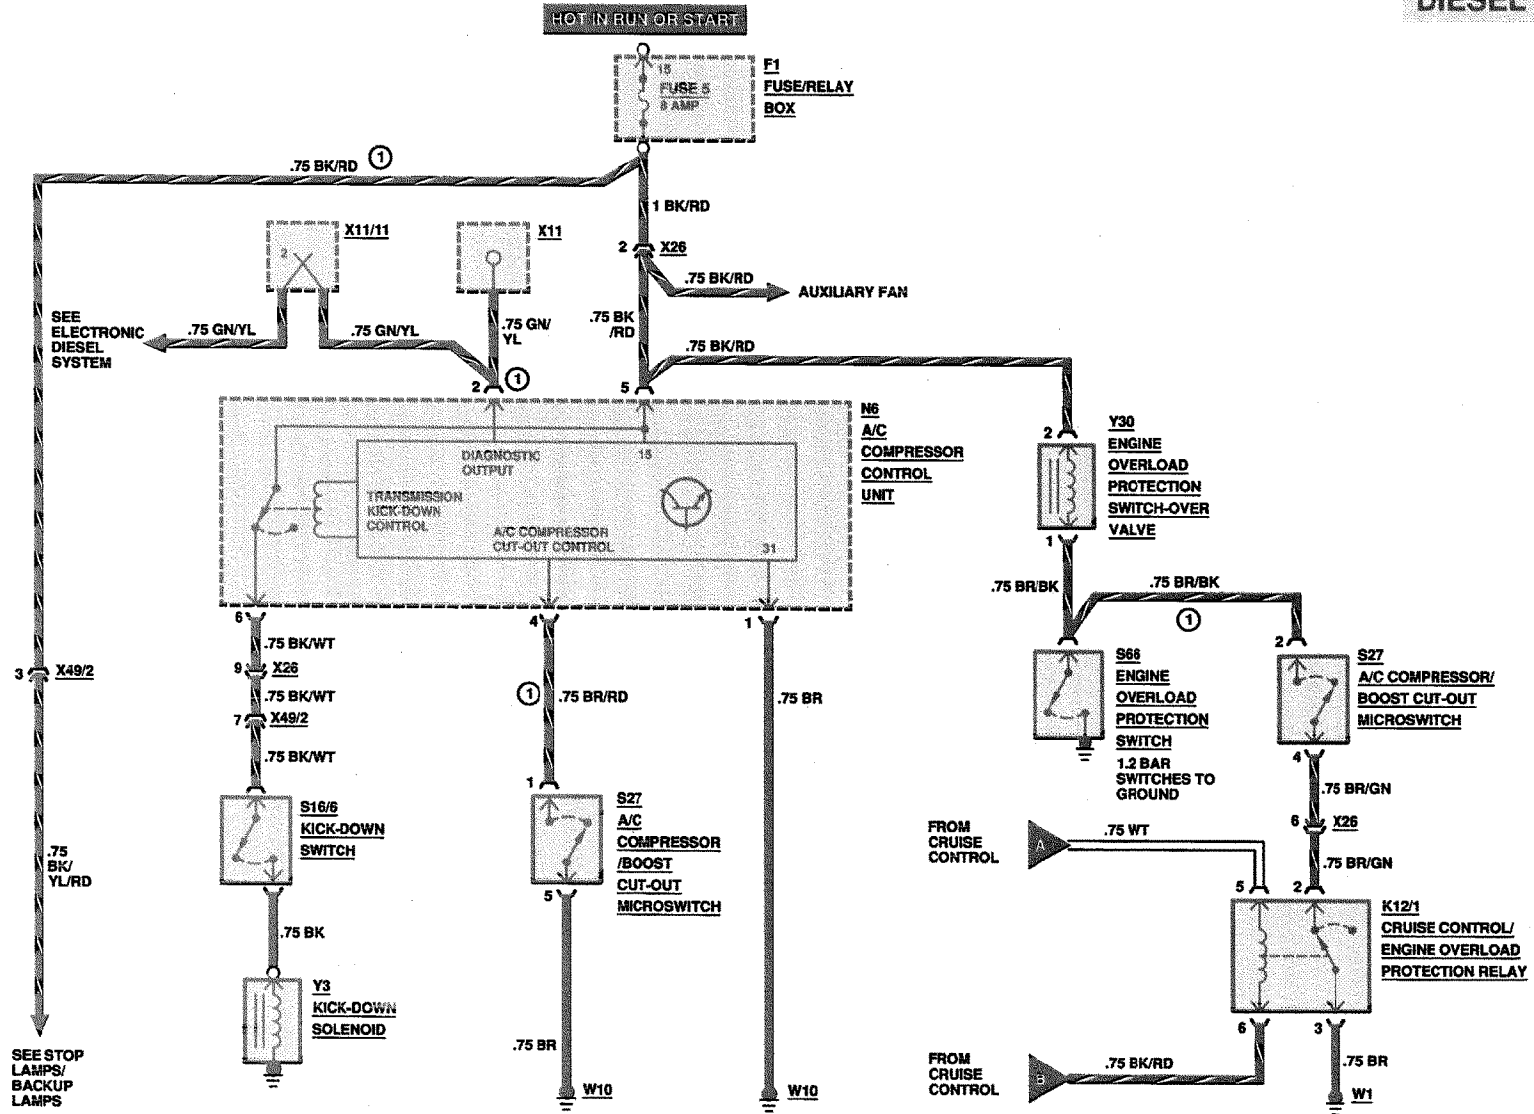 DIESEL
HOT IN RUN OR START
15
FUSE 5
8 AMP
F1
FUSE/RELAY
BOX
.75 BK/RD
1
1 BK/RD
2
X26
.75 BK/RD
AUXILIARY FAN
X11/11
2
X11
SEE
ELECTRONIC
DIESEL
SYSTEM
.75 GN/YL
.75 GN/YL
.75 GN/
YL
.75 BK
/RD
.75 BK/RD
2
1
5
N6
A/C
COMPRESSOR
CONTROL
UNIT
DIAGNOSTIC
OUTPUT
15
TRANSMISSION
KICK-DOWN
CONTROL
A/C COMPRESSOR
CUT-OUT CONTROL
31
2
Y30
ENGINE
OVERLOAD
PROTECTION
SWITCH-OVER
VALVE
1
.75 BR/BK
.75 BR/BK
1
6
.75 BK/WT
9
X26
.75 BK/WT
7
X49/2
.75 BK/WT
4
1
.75 BR/RD
1
.75 BR
3
X49/2
S66
ENGINE
OVERLOAD
PROTECTION
SWITCH
1.2 BAR
SWITCHES TO
GROUND
2
S27
A/C COMPRESSOR/
BOOST CUT-OUT
MICROSWITCH
4
.75 BR/GN
6
X26
.75 BR/GN
S16/6
KICK-DOWN
SWITCH
1
S27
A/C
COMPRESSOR
/BOOST
CUT-OUT
MICROSWITCH
5
.75
BK/
YL/RD
.75 BK
Y3
KICK-DOWN
SOLENOID
.75 BR
W10
W10
SEE STOP
LAMPS/
BACKUP
LAMPS
FROM
CRUISE
CONTROL
A
.75 WT
5
2
K12/1
CRUISE CONTROL/
ENGINE OVERLOAD
PROTECTION RELAY
6
3
FROM
CRUISE
CONTROL
B
.75 BK/RD
.75 BR
W1